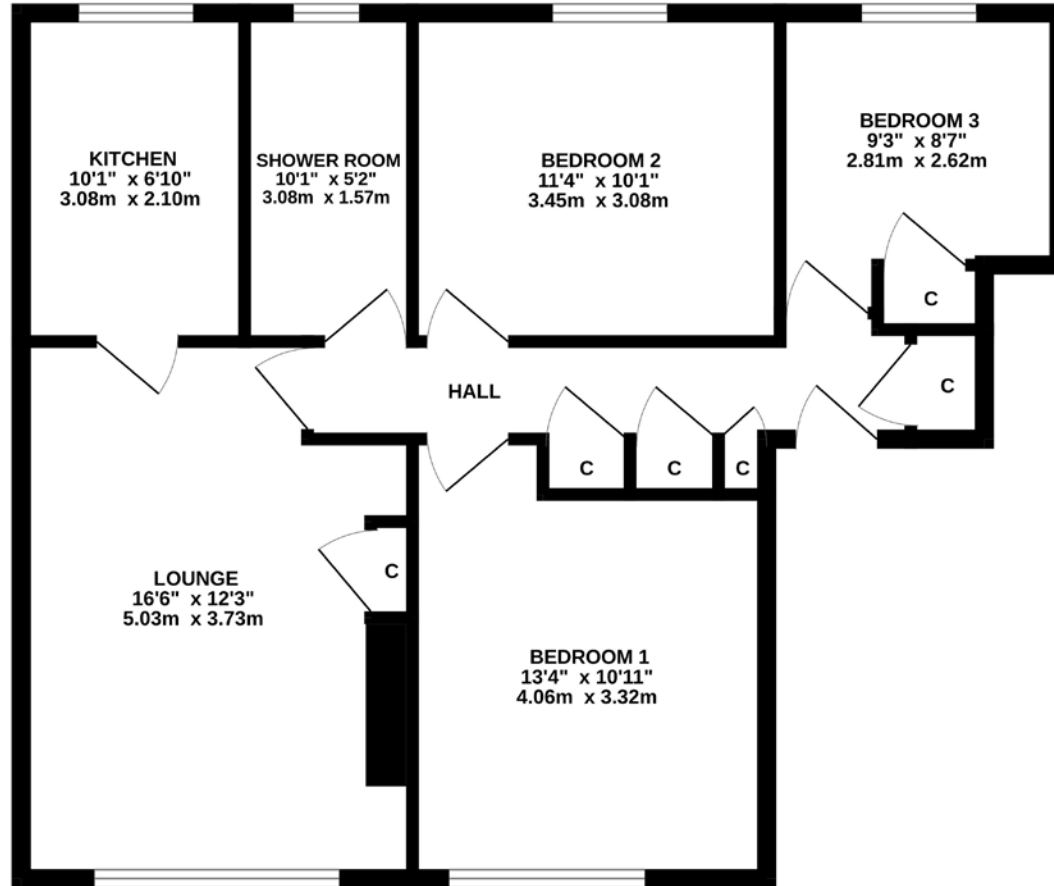 KITCHEN
10'1" x 6'10"
3.08m x 2.10m
SHOWER ROOM
10'1" x 5'2"
3.08m x 1.57m
BEDROOM 2
11'4" x 10'1"
3.45m x 3.08m
BEDROOM 3
9'3" x 8'7"
2.81m x 2.62m
C
C
HALL
C
C
C
C
LOUNGE
16'6" x 12'3"
5.03m x 3.73m
BEDROOM 1
13'4" x 10'11"
4.06m x 3.32m